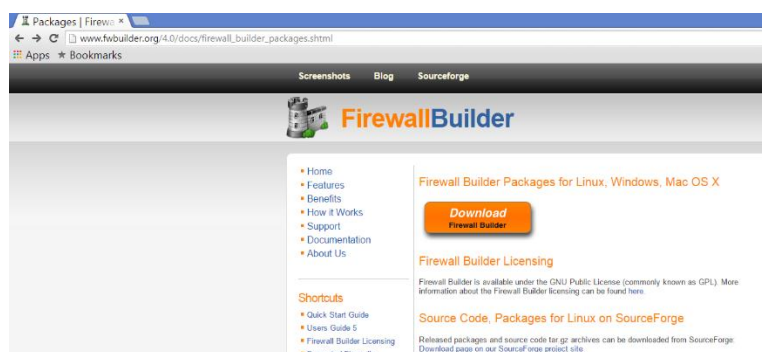 Packages | Firewa ×
www.fwbuilder.org/4.0/docs/firewall_builder_packages.shtml
Apps ★ Bookmarks
Screenshots Blog Sourceforge
FirewallBuilder
Home
Features
Benefits
How it Works
Support
Documentation
About Us
Shortcuts
Quick Start Guide
Users Guide 5
Firewall Builder Licensing
Firewall Builder Packages for Linux, Windows, Mac OS X
Download
Firewall Builder
Firewall Builder Licensing
Firewall Builder is available under the GNU Public License (commonly known as GPL). More
information about the Firewall Builder licensing can be found here.
Source Code, Packages for Linux on SourceForge
Released packages and source code tar.gz archives can be downloaded from SourceForge
Download page on our SourceForge project site